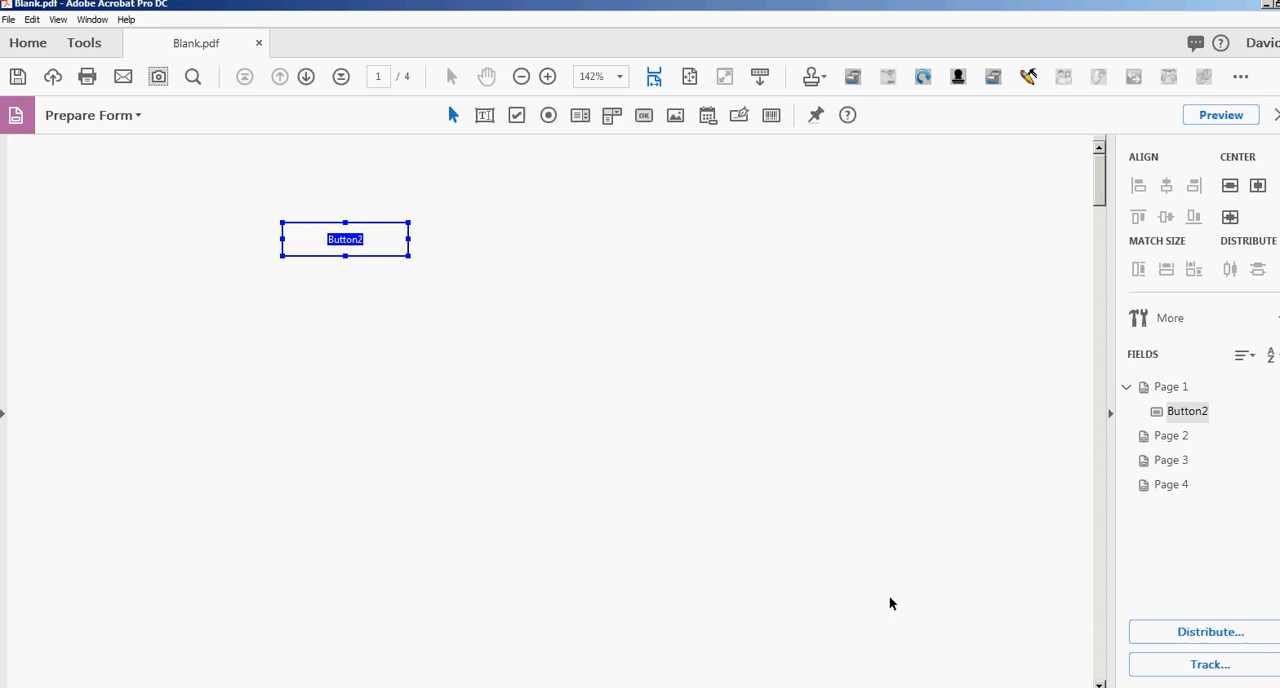 Blank.pdf - Adobe Acrobat Pro DC
File Edit View Window Help
Home Tools Blank.pdf ×
1 / 4 142%
Prepare Form Preview
ALIGN CENTER
Button2
MATCH SIZE DISTRIBUTE
More
FIELDS
Page 1
Button2
Page 2
Page 3
Page 4
Distribute...
Track...